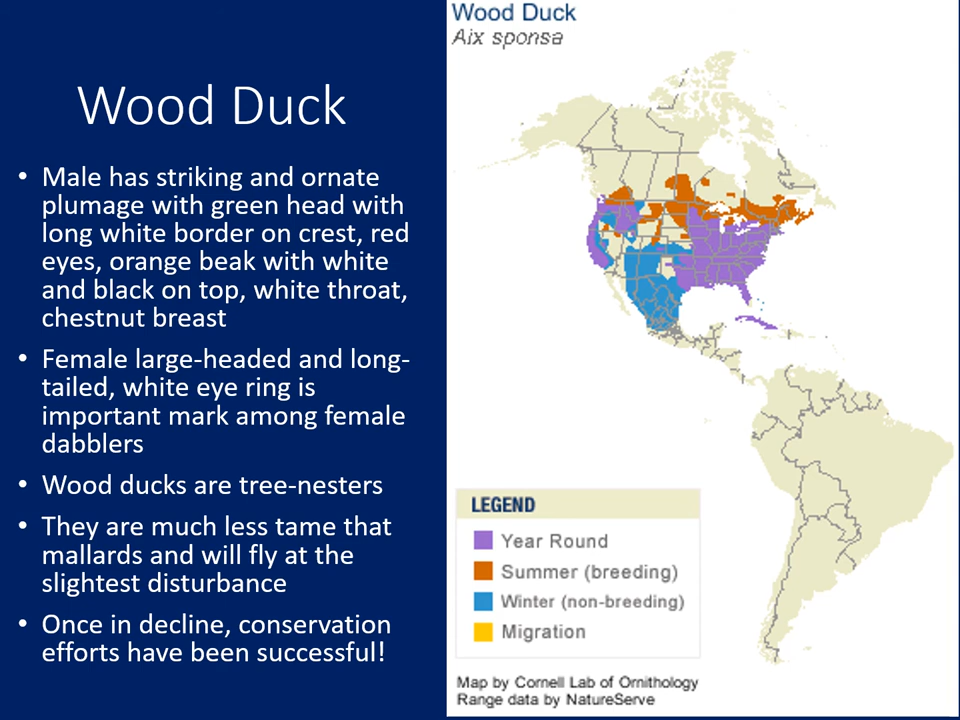 Wood Duck
• Male has striking and ornate
plumage with green head with
long white border on crest, red
eyes, orange beak with white
and black on top, white throat,
chestnut breast
• Female large-headed and long-
tailed, white eye ring is
important mark among female
dabblers
• Wood ducks are tree-nesters
• They are much less tame that
mallards and will fly at the
slightest disturbance
• Once in decline, conservation
efforts have been successful!
Wood Duck
Aix sponsa
LEGEND
Year Round
Summer (breeding)
Winter (non-breeding)
Migration
Map by Cornell Lab of Ornithology
Range data by NatureServe